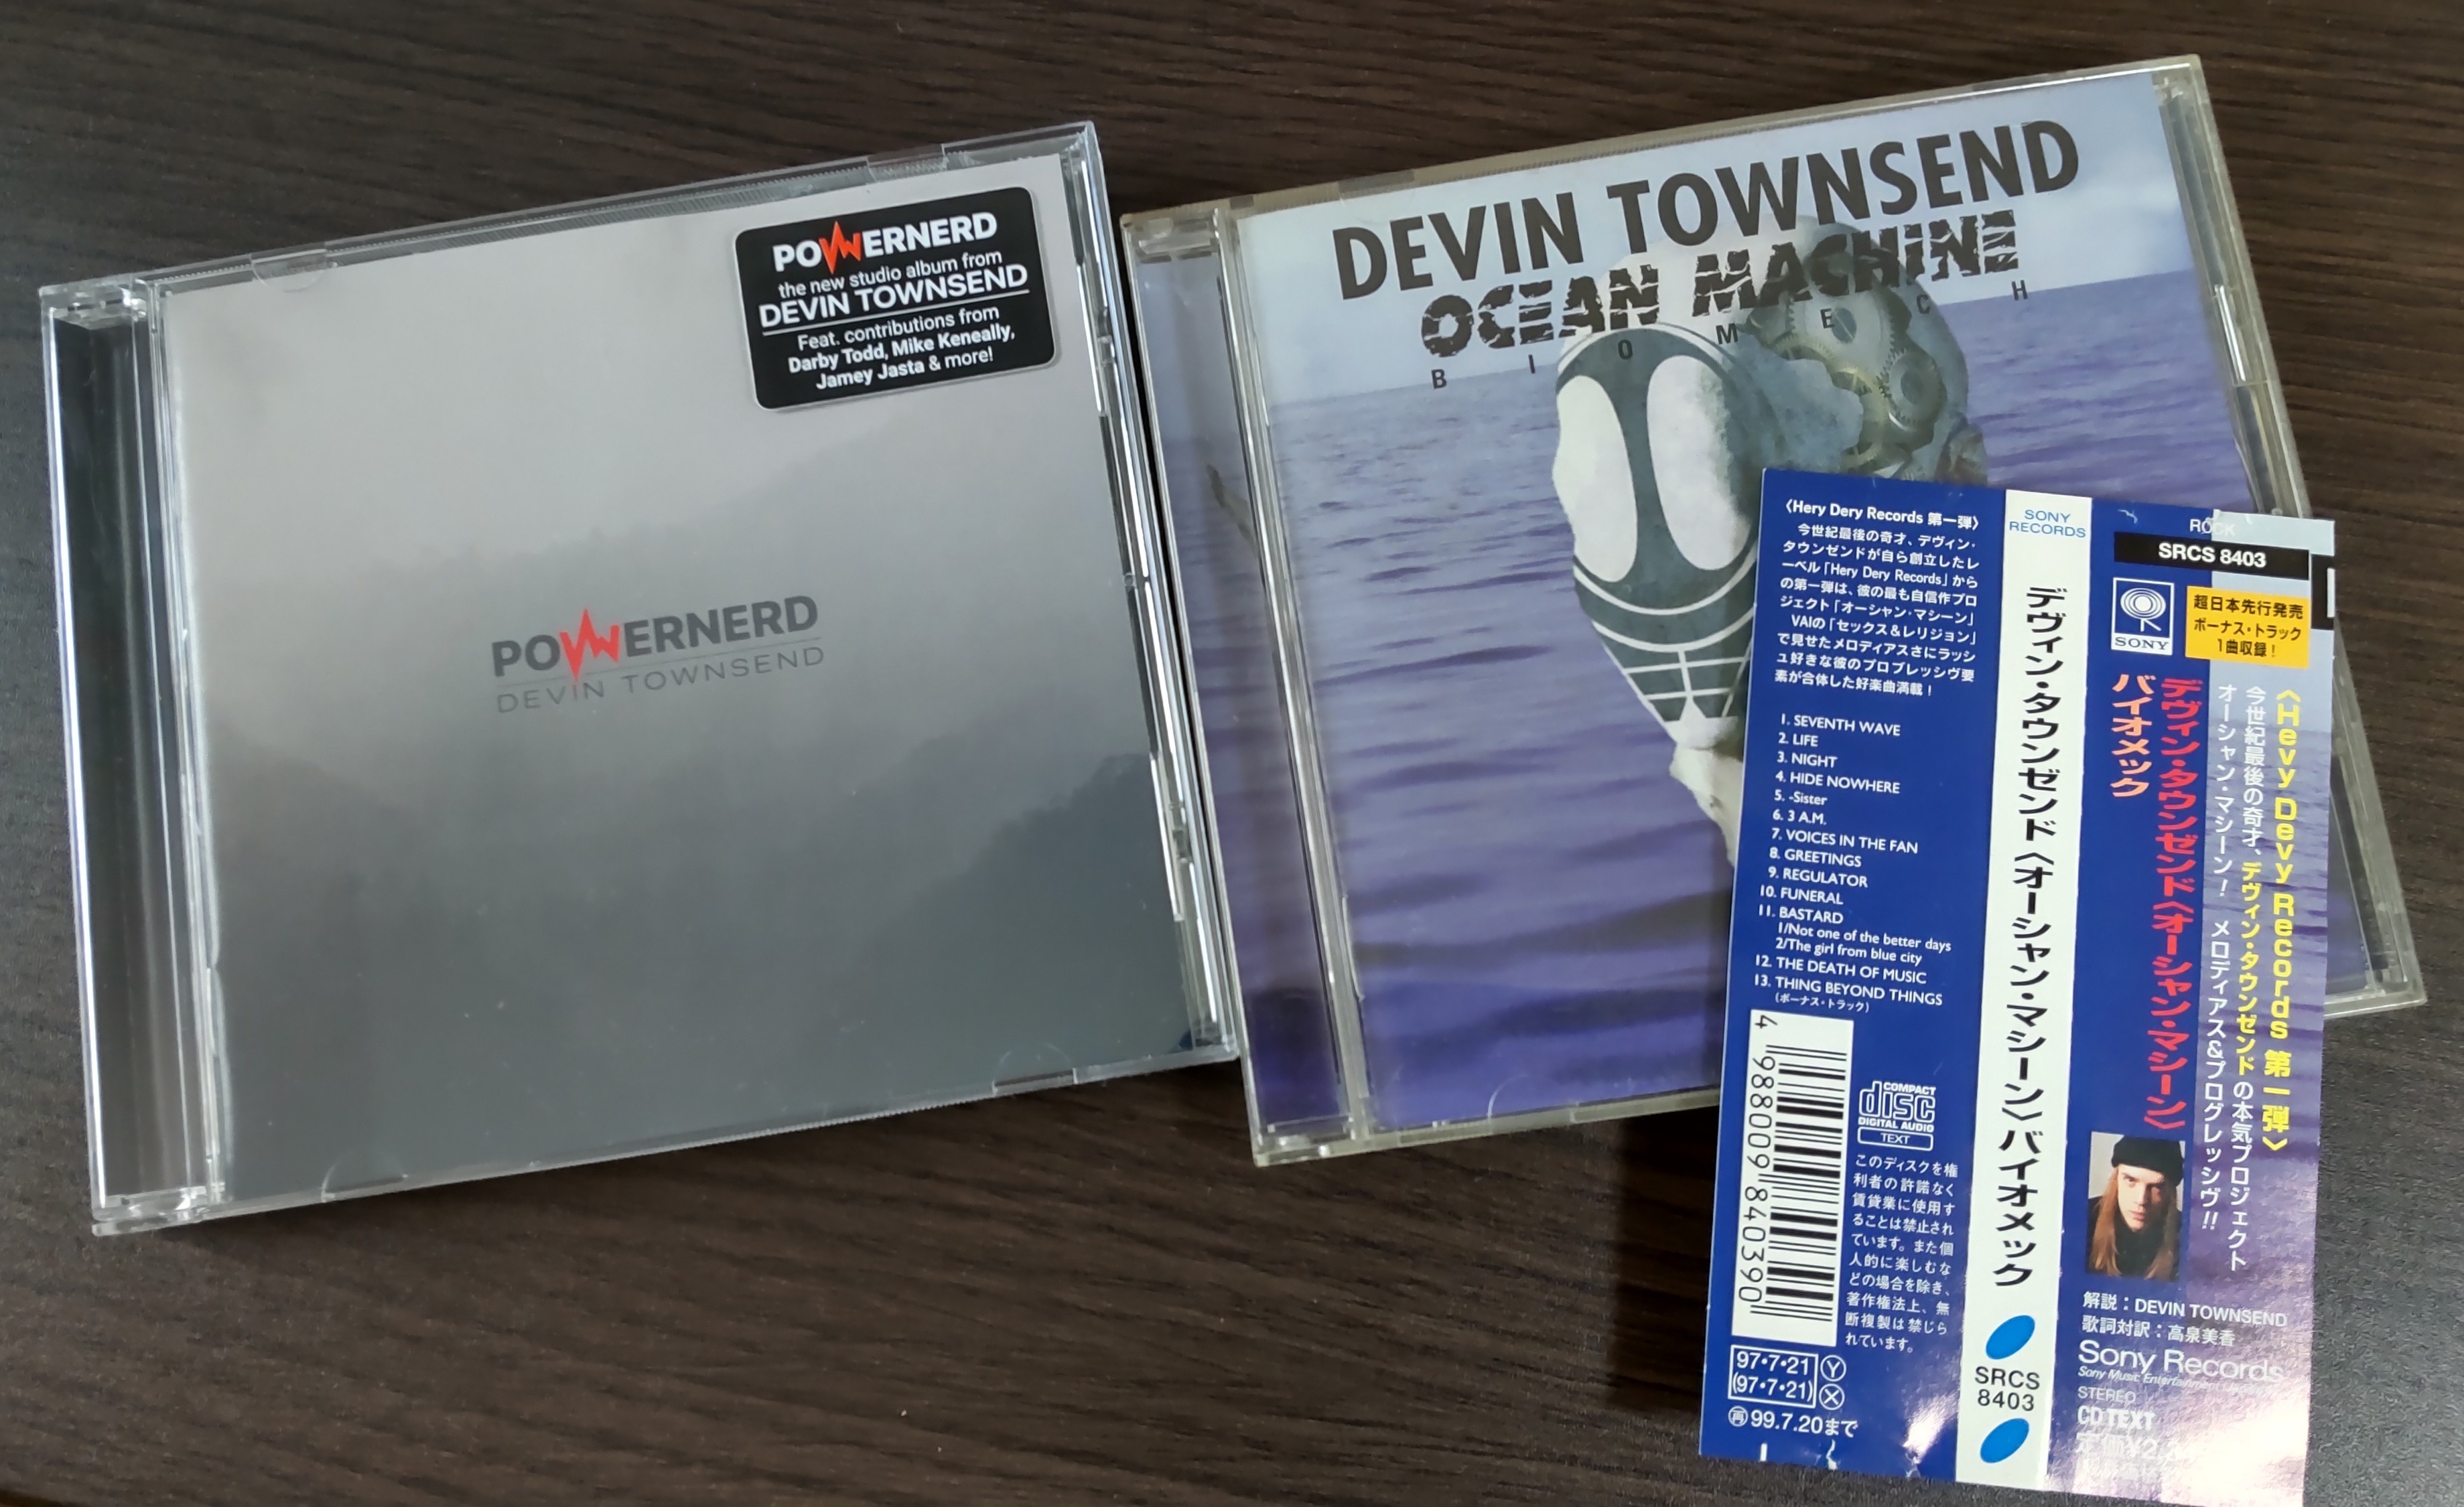 POWERNERD
the new studio album from
DEVIN TOWNSEND
Feat. contributions from
Darby Todd, Mike Keneally,
Jamey Jasta & more!
POWERNERD
DEVIN TOWNSEND
DEVIN TOWNSEND
OCEAN MACHINE
BIOMECH
〈Hery Dery Records 第一弾〉
今世紀最後の奇才、デヴィン・
タウンゼンドが自ら創立したレ
ーベル「Hery Dery Records」から
の第一弾は、彼の最も自信作プロ
ジェクト「オーシャン・マシーン」
VAIの「セックス&レリジョン」
で見せたメロディアスさにラッシ
ュ好きな彼のプログレッシヴ要
素が合体した好楽曲満載！
1. SEVENTH WAVE
2. LIFE
3. NIGHT
4. HIDE NOWHERE
5. -Sister
6. 3 A.M.
7. VOICES IN THE FAN
8. GREETINGS
9. REGULATOR
10. FUNERAL
11. BASTARD
1/Not one of the better days
2/The girl from blue city
12. THE DEATH OF MUSIC
13. THING BEYOND THINGS
(ボーナス・トラック)
4 988009 840390
COMPACT
disc
DIGITAL AUDIO
TEXT
このディスクを権
利者の許諾なく
賃貸業に使用す
ることは禁止され
ています。また個
人的に楽しむな
どの場合を除き、
著作権法上、無
断複製は禁じら
れています。
97・7・21 Y
(97・7・21) X
再 99.7.20まで
SONY
RECORDS
デヴィン・タウンゼンド〈オーシャン・マシーン〉バイオメック
SRCS
8403
ROCK
SRCS 8403
SONY
超日本先行発売
ボーナス・トラック
1曲収録！
〈Hevy Devy Records 第一弾〉
今世紀最後の奇才、デヴィン・タウンゼンドの本気プロジェクト
オーシャン・マシーン！ メロディアス&プログレッシヴ!!
デヴィン・タウンゼンド〈オーシャン・マシーン〉
バイオメック
解説：DEVIN TOWNSEND
歌詞対訳：高泉美香
Sony Records
Sony Music Entertainment
STEREO
CD TEXT
定価¥2